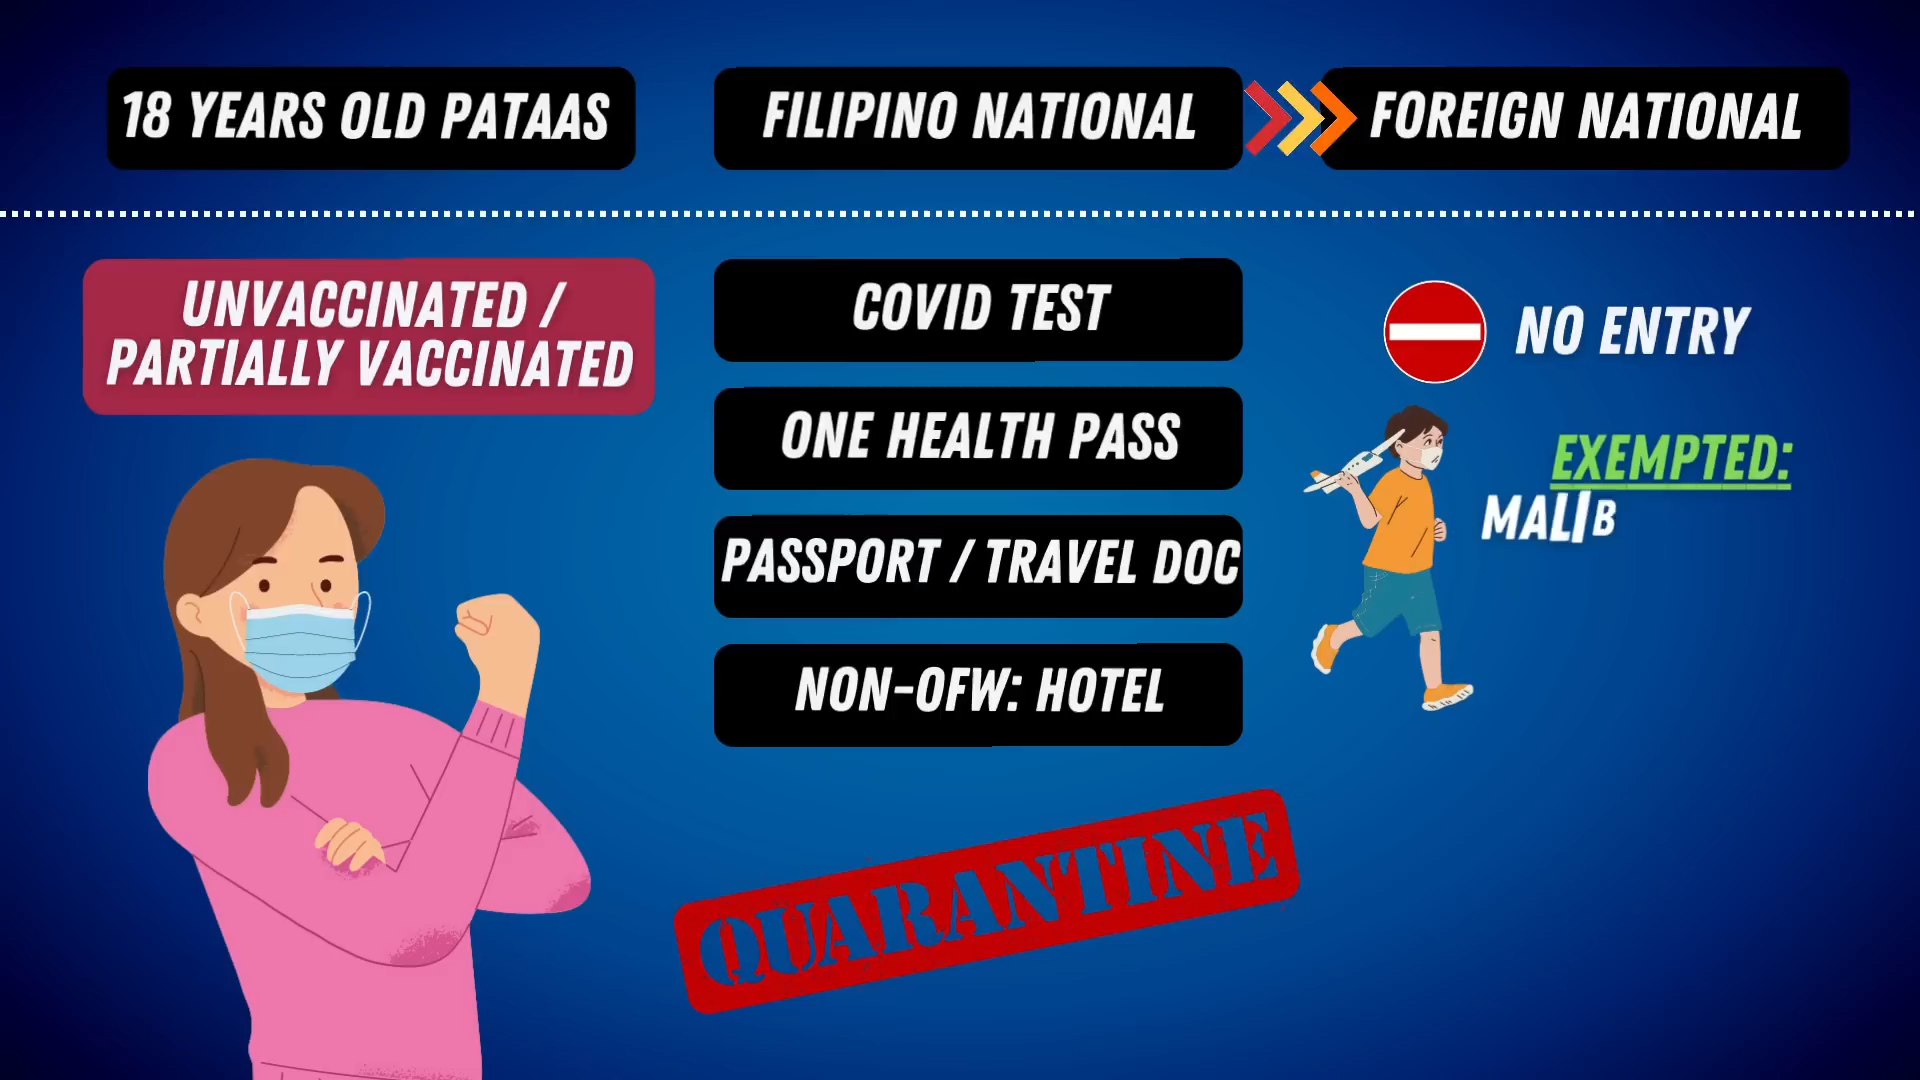 18 YEARS OLD PATAAS
FILIPINO NATIONAL
FOREIGN NATIONAL
UNVACCINATED /
PARTIALLY VACCINATED
COVID TEST
ONE HEALTH PASS
PASSPORT / TRAVEL DOC
NON-OFW: HOTEL
QUARANTINE
NO ENTRY
EXEMPTED:
MALIB